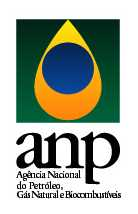 anp
Agência Nacional
do Petróleo,
Gás Natural e Biocombustíveis